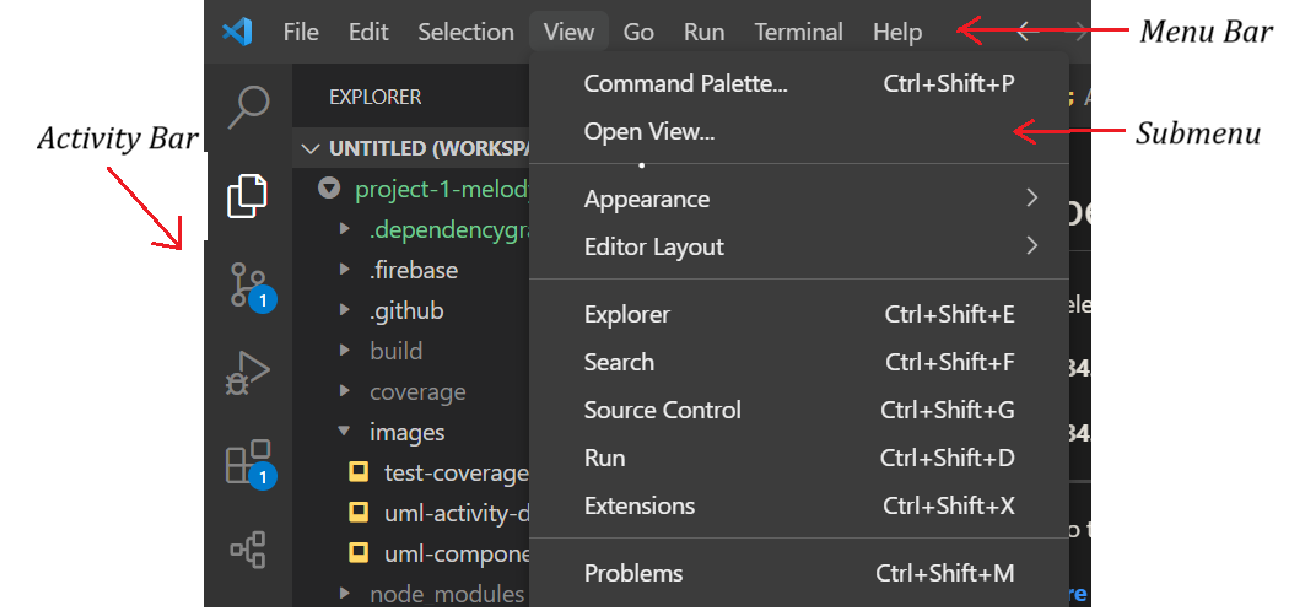 File Edit Selection View Go Run Terminal Help
Menu Bar
Activity Bar
EXPLORER
UNTITLED (WORKSPA
project-1-melody
.dependencygra
.firebase
.github
build
coverage
images
test-coverage
uml-activity-d
uml-compone
node_modules
1
1
Command Palette... Ctrl+Shift+P
Open View...
Submenu
Appearance
Editor Layout
Explorer Ctrl+Shift+E
Search Ctrl+Shift+F
Source Control Ctrl+Shift+G
Run Ctrl+Shift+D
Extensions Ctrl+Shift+X
Problems Ctrl+Shift+M